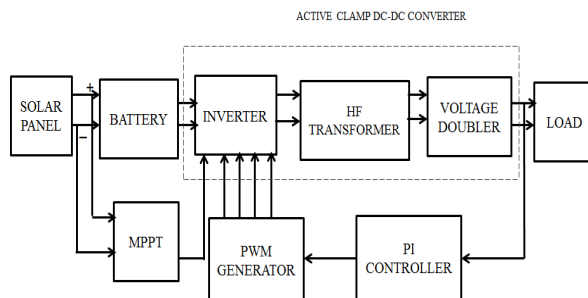 ACTIVE CLAMP DC-DC CONVERTER
SOLAR
PANEL
+
−
BATTERY
INVERTER
HF
TRANSFORMER
VOLTAGE
DOUBLER
LOAD
MPPT
PWM
GENERATOR
PI
CONTROLLER